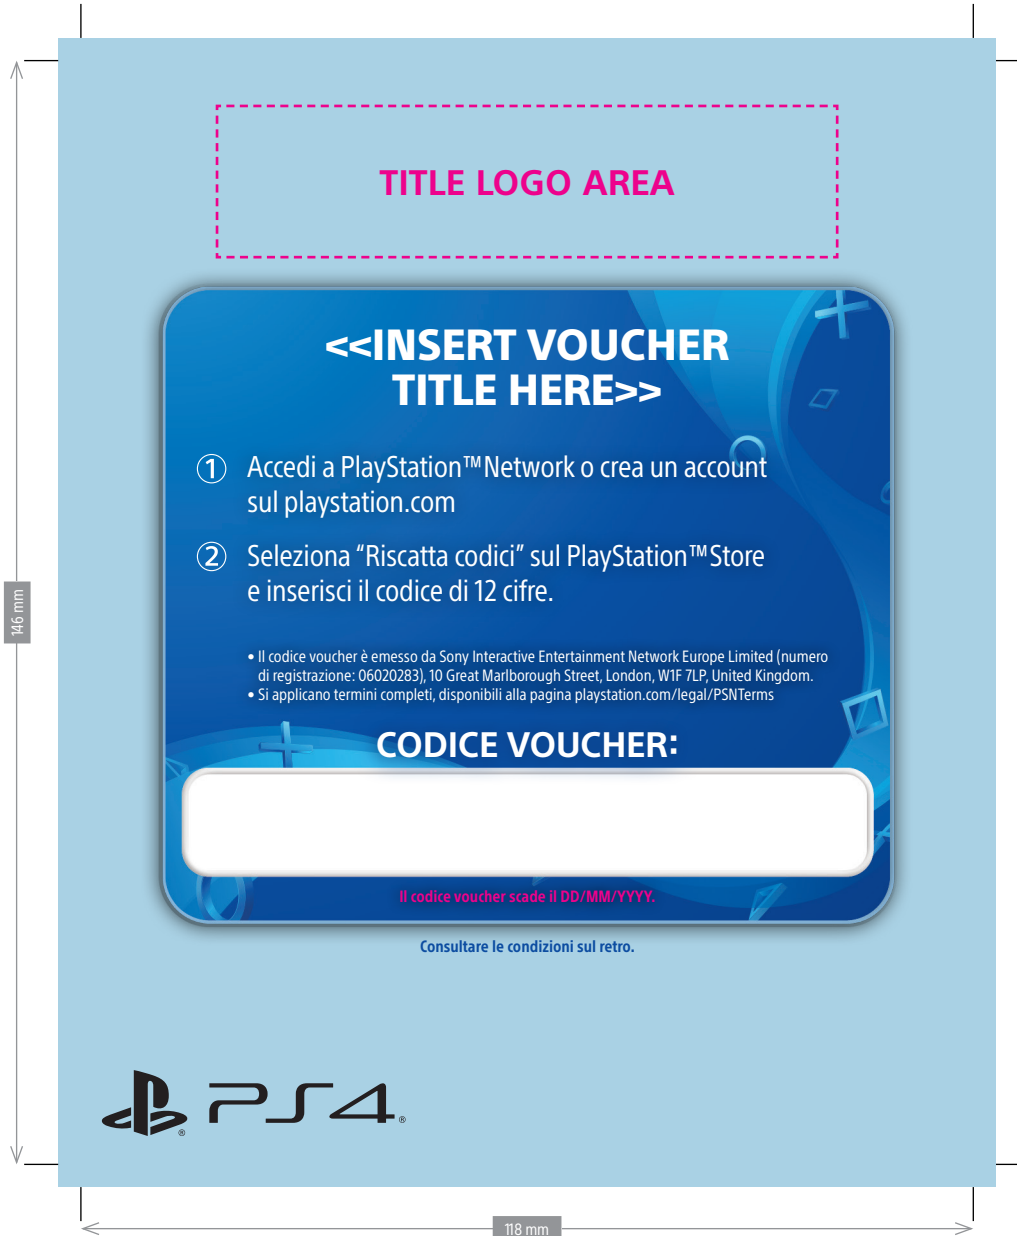 TITLE LOGO AREA
<<INSERT VOUCHER
TITLE HERE>>
1 Accedi a PlayStation™Network o crea un account
sul playstation.com
2 Seleziona “Riscatta codici” sul PlayStation™Store
e inserisci il codice di 12 cifre.
• Il codice voucher è emesso da Sony Interactive Entertainment Network Europe Limited (numero
di registrazione: 06020283), 10 Great Marlborough Street, London, W1F 7LP, United Kingdom.
• Si applicano termini completi, disponibili alla pagina playstation.com/legal/PSNTerms
CODICE VOUCHER:
Il codice voucher scade il DD/MM/YYYY.
Consultare le condizioni sul retro.
® PS4®
146 mm
118 mm